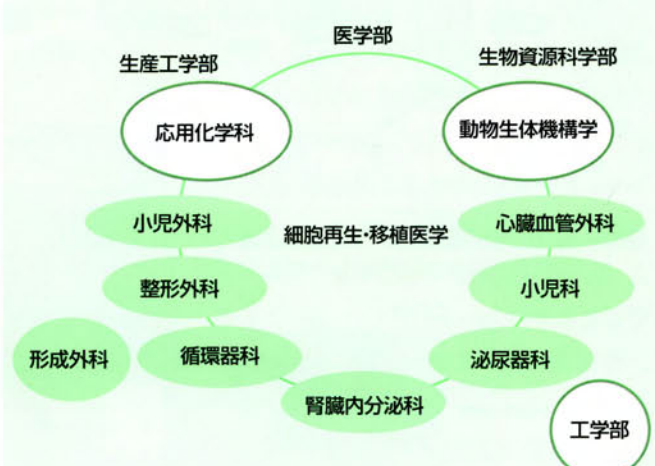 医学部
生産工学部
生物資源科学部
応用化学科
動物生体機構学
小児外科
心臓血管外科
細胞再生・移植医学
整形外科
小児科
形成外科
循環器科
泌尿器科
腎臓内分泌科
工学部